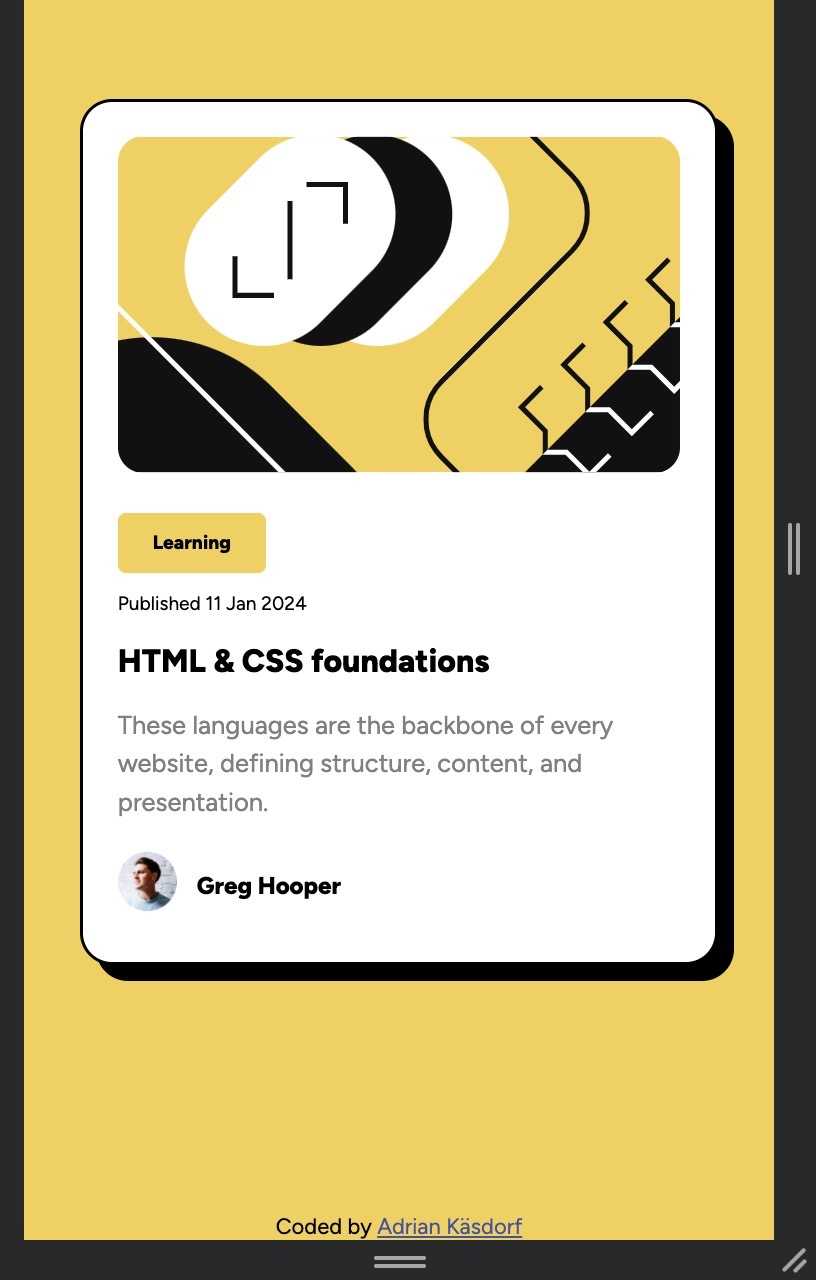 Learning
Published 11 Jan 2024
HTML & CSS foundations
These languages are the backbone of every
website, defining structure, content, and
presentation.
Greg Hooper
Coded by Adrian Käsdorf